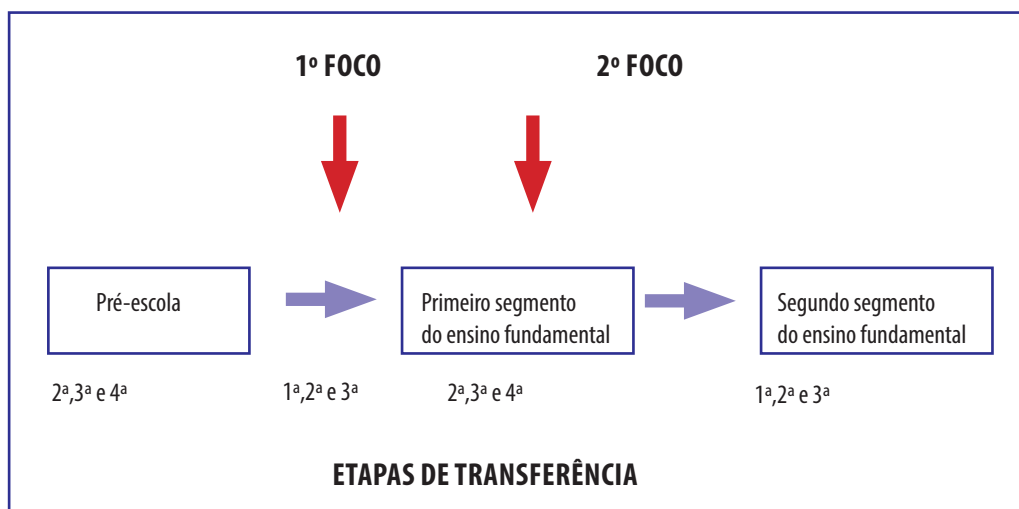 1º FOCO
2º FOCO
Pré-escola
Primeiro segmento
do ensino fundamental
Segundo segmento
do ensino fundamental
2ª,3ª e 4ª
1ª,2ª e 3ª
2ª,3ª e 4ª
1ª,2ª e 3ª
ETAPAS DE TRANSFERÊNCIA